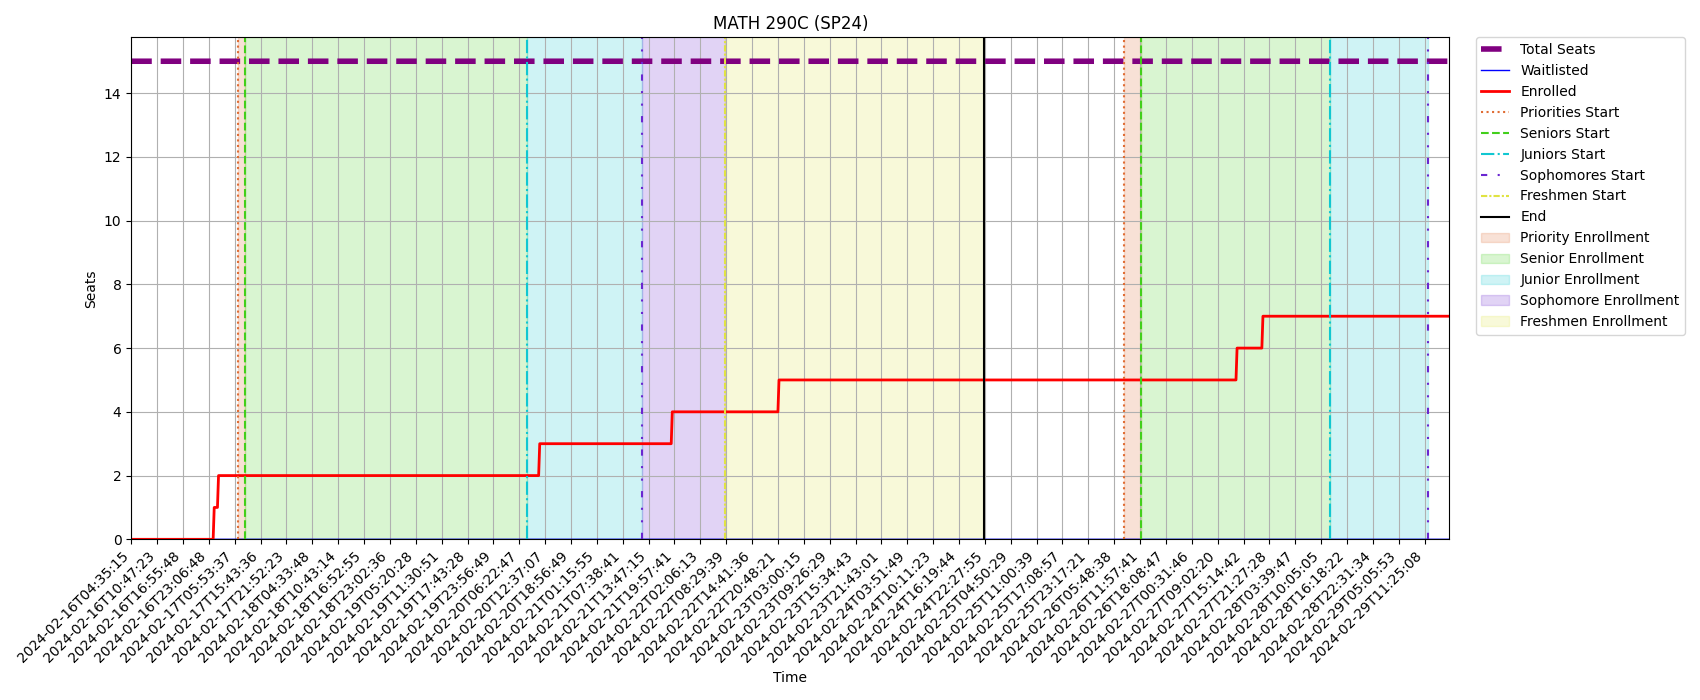 MATH 290C (SP24)
Seats
14
12
10
8
6
4
2
0
2024-02-16T04:35:15
2024-02-16T10:47:23
2024-02-16T16:55:48
2024-02-16T23:06:48
2024-02-17T05:53:37
2024-02-17T15:43:36
2024-02-17T21:52:23
2024-02-18T04:33:48
2024-02-18T10:43:14
2024-02-18T16:52:55
2024-02-18T23:02:36
2024-02-19T05:20:28
2024-02-19T11:30:51
2024-02-19T17:43:28
2024-02-19T23:56:49
2024-02-20T06:22:47
2024-02-20T12:37:07
2024-02-20T18:56:49
2024-02-21T01:15:55
2024-02-21T07:38:41
2024-02-21T13:47:15
2024-02-21T19:57:41
2024-02-22T02:06:13
2024-02-22T08:29:39
2024-02-22T14:41:36
2024-02-22T20:48:21
2024-02-23T03:00:15
2024-02-23T09:26:29
2024-02-23T15:34:43
2024-02-23T21:43:01
2024-02-24T03:51:49
2024-02-24T10:11:23
2024-02-24T16:19:44
2024-02-24T22:27:55
2024-02-25T04:50:29
2024-02-25T11:00:39
2024-02-25T17:08:57
2024-02-25T23:17:21
2024-02-26T05:48:38
2024-02-26T11:57:41
2024-02-26T18:08:47
2024-02-27T00:31:46
2024-02-27T09:02:20
2024-02-27T15:14:42
2024-02-27T21:27:28
2024-02-28T03:39:47
2024-02-28T10:05:05
2024-02-28T16:18:22
2024-02-28T22:31:34
2024-02-29T05:05:53
2024-02-29T11:25:08
Time
Total Seats
Waitlisted
Enrolled
Priorities Start
Seniors Start
Juniors Start
Sophomores Start
Freshmen Start
End
Priority Enrollment
Senior Enrollment
Junior Enrollment
Sophomore Enrollment
Freshmen Enrollment